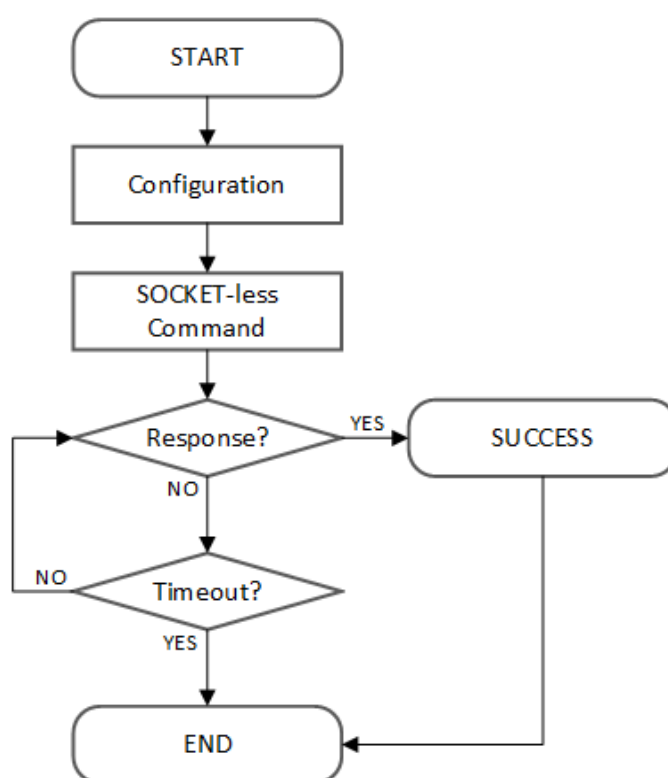 START
Configuration
SOCKET-less
Command
Response?
YES
SUCCESS
NO
NO
Timeout?
YES
END